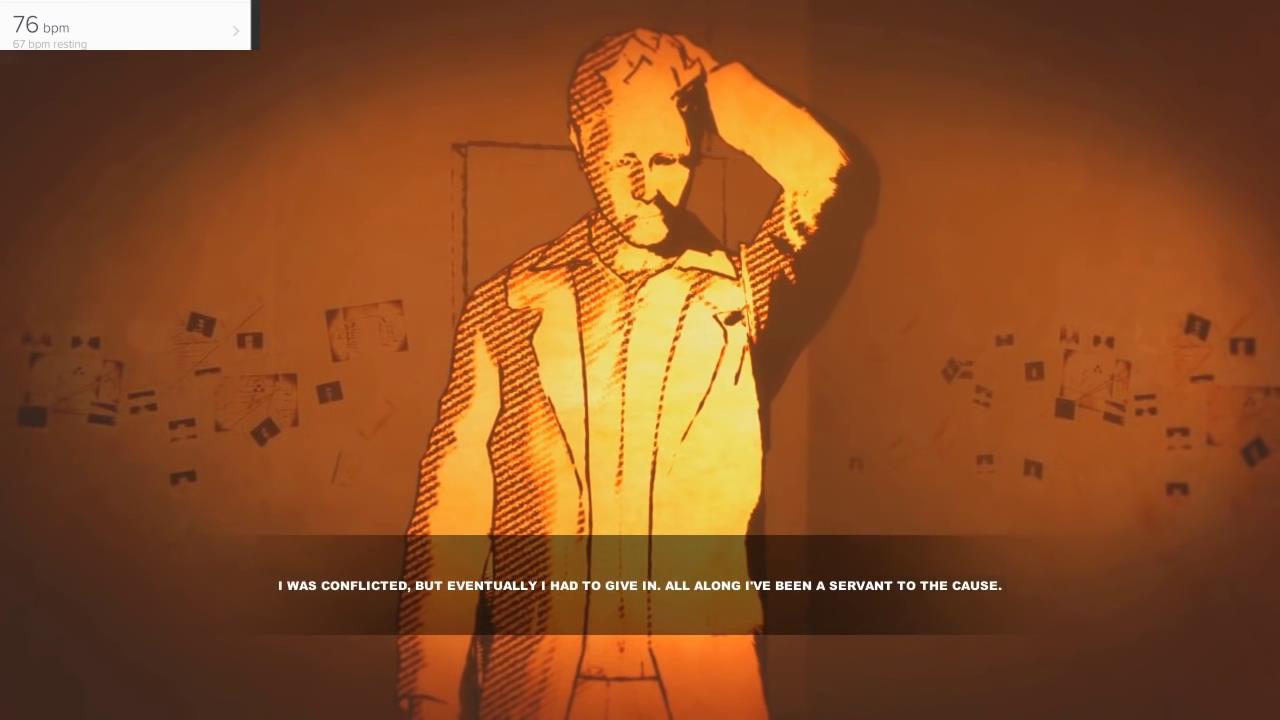 76 bpm
67 bpm resting
I WAS CONFLICTED, BUT EVENTUALLY I HAD TO GIVE IN. ALL ALONG I'VE BEEN A SERVANT TO THE CAUSE.